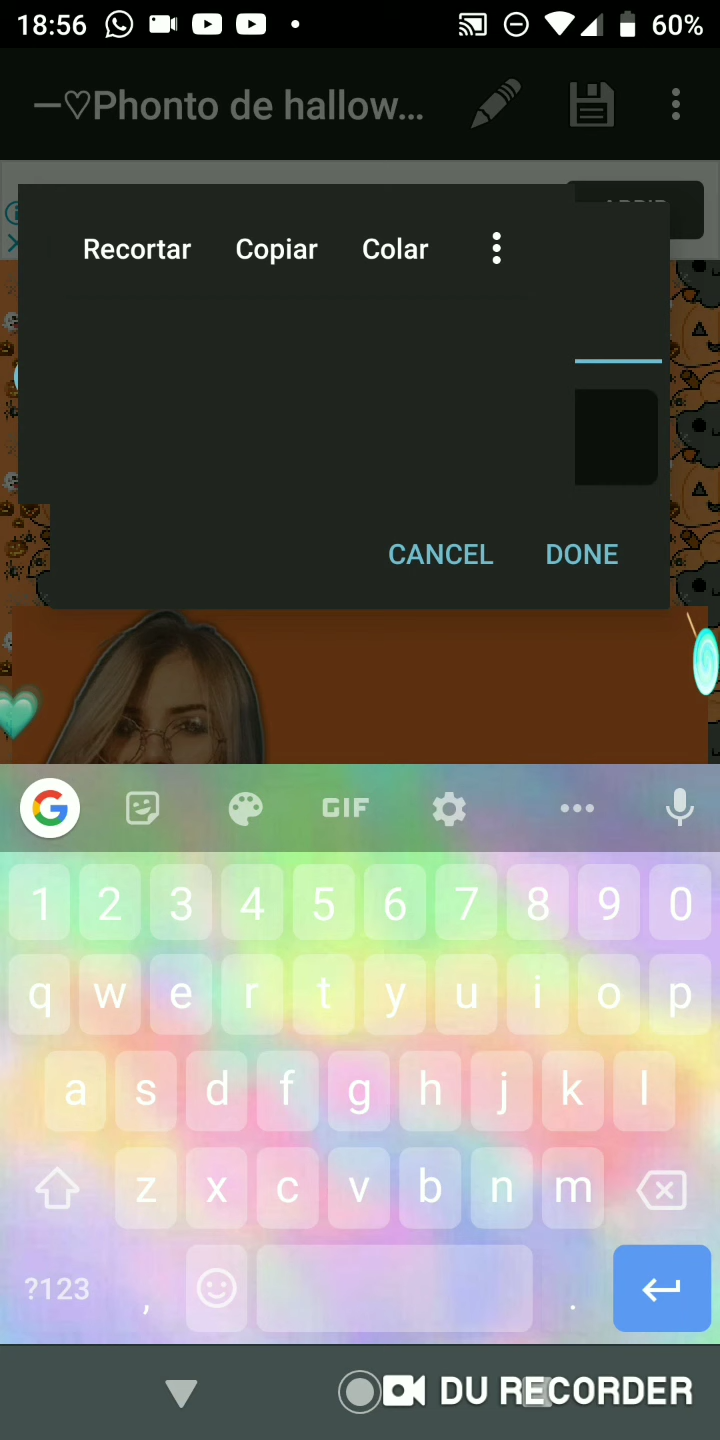 18:56 60%
—♡Phonto de hallow...
Recortar Copiar Colar
CANCEL DONE
GIF
1 2 3 4 5 6 7 8 9 0
q w e r t y u i o p
a s d f g h j k l
z x c v b n m
?123 , .
DU RECORDER